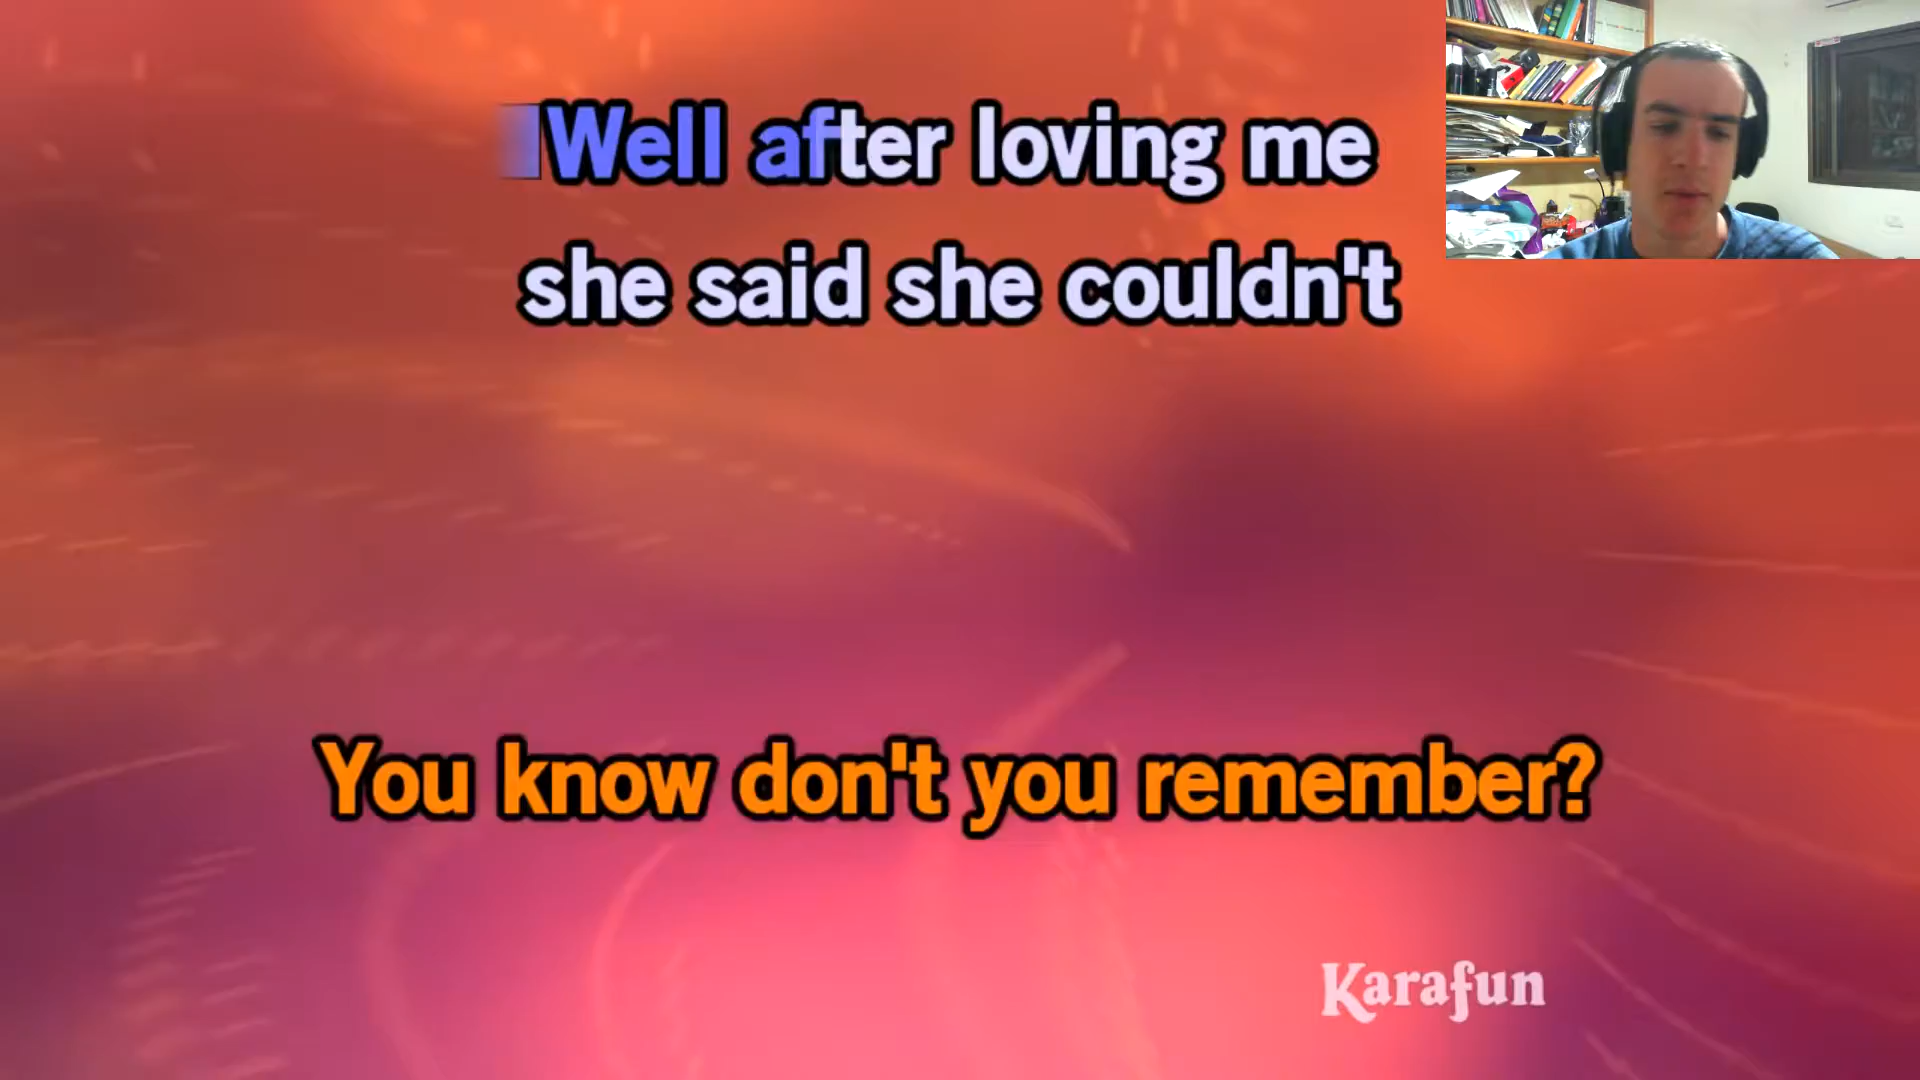 Well after loving me
she said she couldn't
You know don't you remember?
Karafun